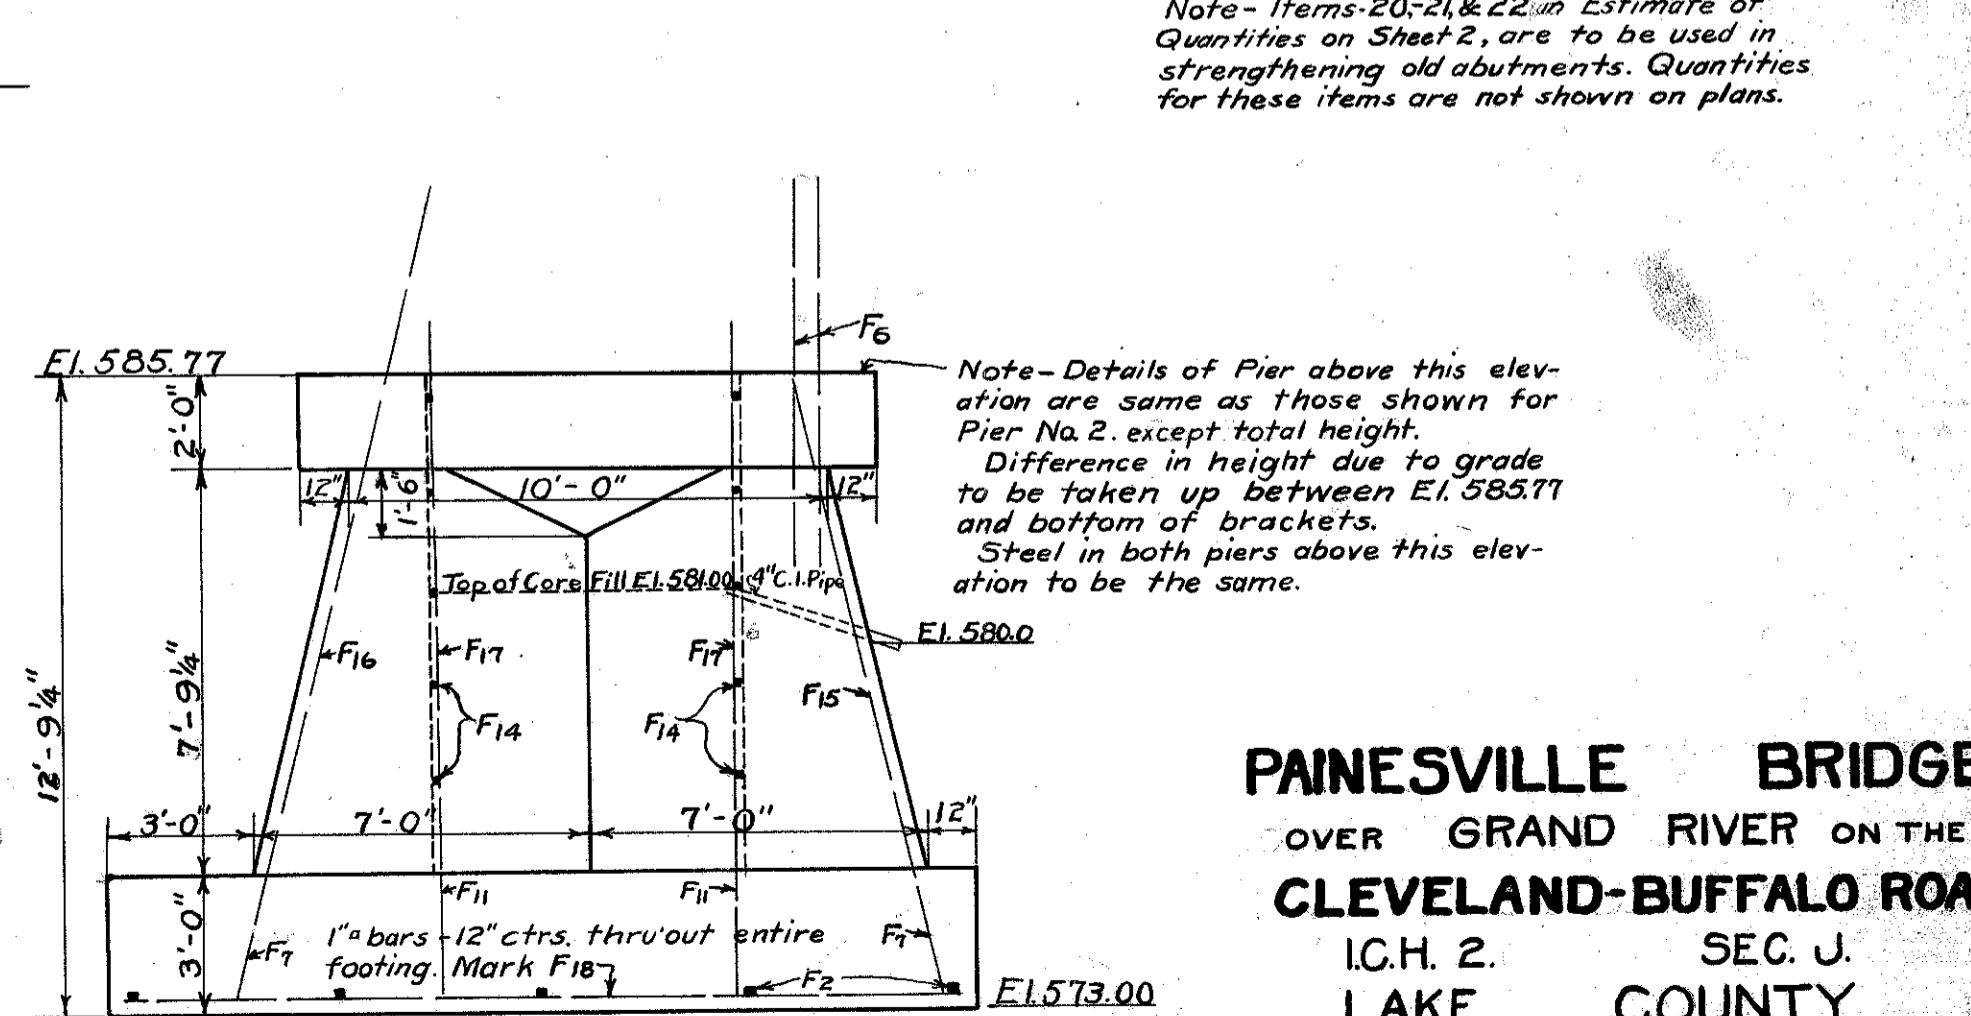 Note- Items-20,-21,& 22 in Estimate of
Quantities on Sheet 2, are to be used in
strengthening old abutments. Quantities
for these items are not shown on plans.
F6
El. 585.77
Note- Details of Pier above this elev-
ation are same as those shown for
Pier No. 2. except total height.
Difference in height due to grade
to be taken up between El. 585.77
and bottom of brackets.
Steel in both piers above this elev-
ation to be the same.
2'-0"
12"
1'-6"
10'-0"
12"
Top of Core Fill El. 581.00
4" C.I. Pipe
El. 580.0
F16
F17
F17
F15
F14
F14
7'-9¼"
12'-9¼"
3'-0"
7'-0"
7'-0"
12"
F11
F11
3'-0"
F7
1"▫ bars -12" ctrs. thru'out entire
footing. Mark F18
F7
F2
El. 573.00
PAINESVILLE BRIDGE
OVER GRAND RIVER ON THE
CLEVELAND-BUFFALO ROA
I.C.H. 2. SEC. J.
LAKE COUNTY